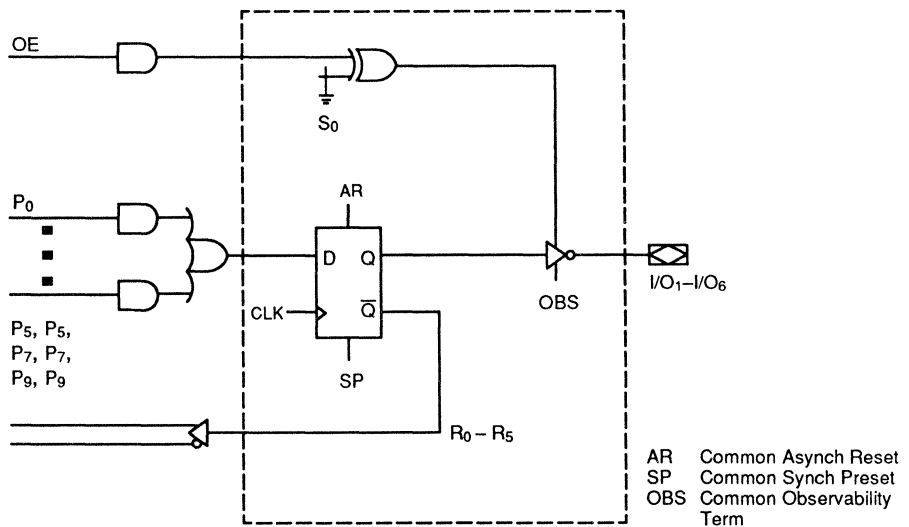 OE
S0
P0
AR
D Q
CLK
Q̅
OBS
I/O1–I/O6
P5, P5,
P7, P7,
P9, P9
SP
R0 – R5
AR Common Asynch Reset
SP Common Synch Preset
OBS Common Observability
Term